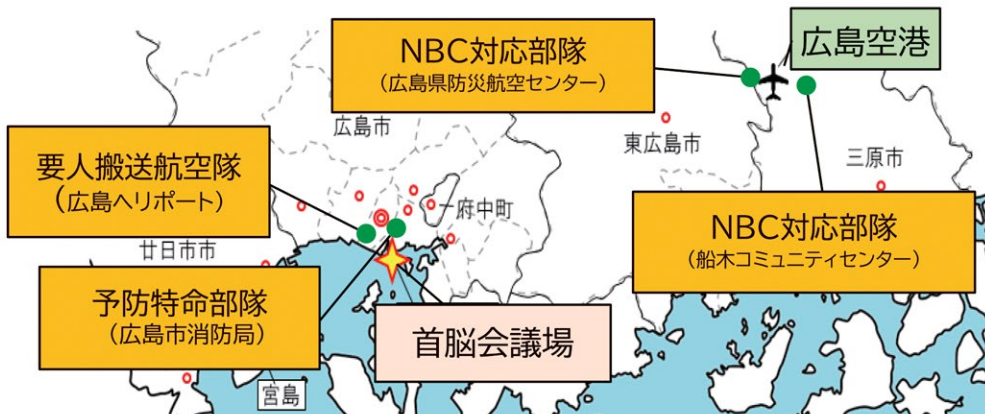 NBC対応部隊
(広島県防災航空センター)
広島空港
広島市
東広島市
三原市
要人搬送航空隊
(広島ヘリポート)
府中町
廿日市市
NBC対応部隊
(船木コミュニティセンター)
予防特命部隊
(広島市消防局)
首脳会議場
宮島